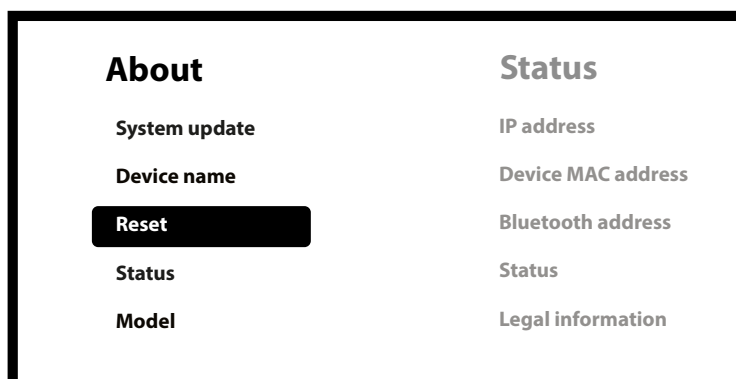 About
System update
Device name
Reset
Status
Model
Status
IP address
Device MAC address
Bluetooth address
Status
Legal information